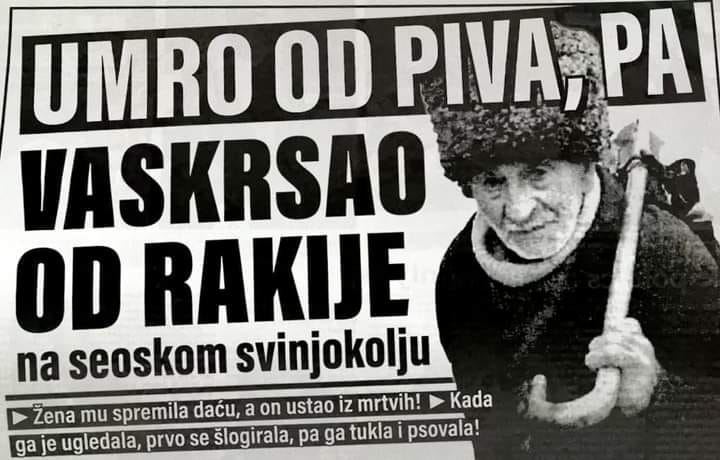 UMRO OD PIVA, PA
VASKRSAO
OD RAKIJE
na seoskom svinjokolju
▶ Žena mu spremila daću, a on ustao iz mrtvih! ▶ Kada
ga je ugledala, prvo se šlogirala, pa ga tukla i psovala!